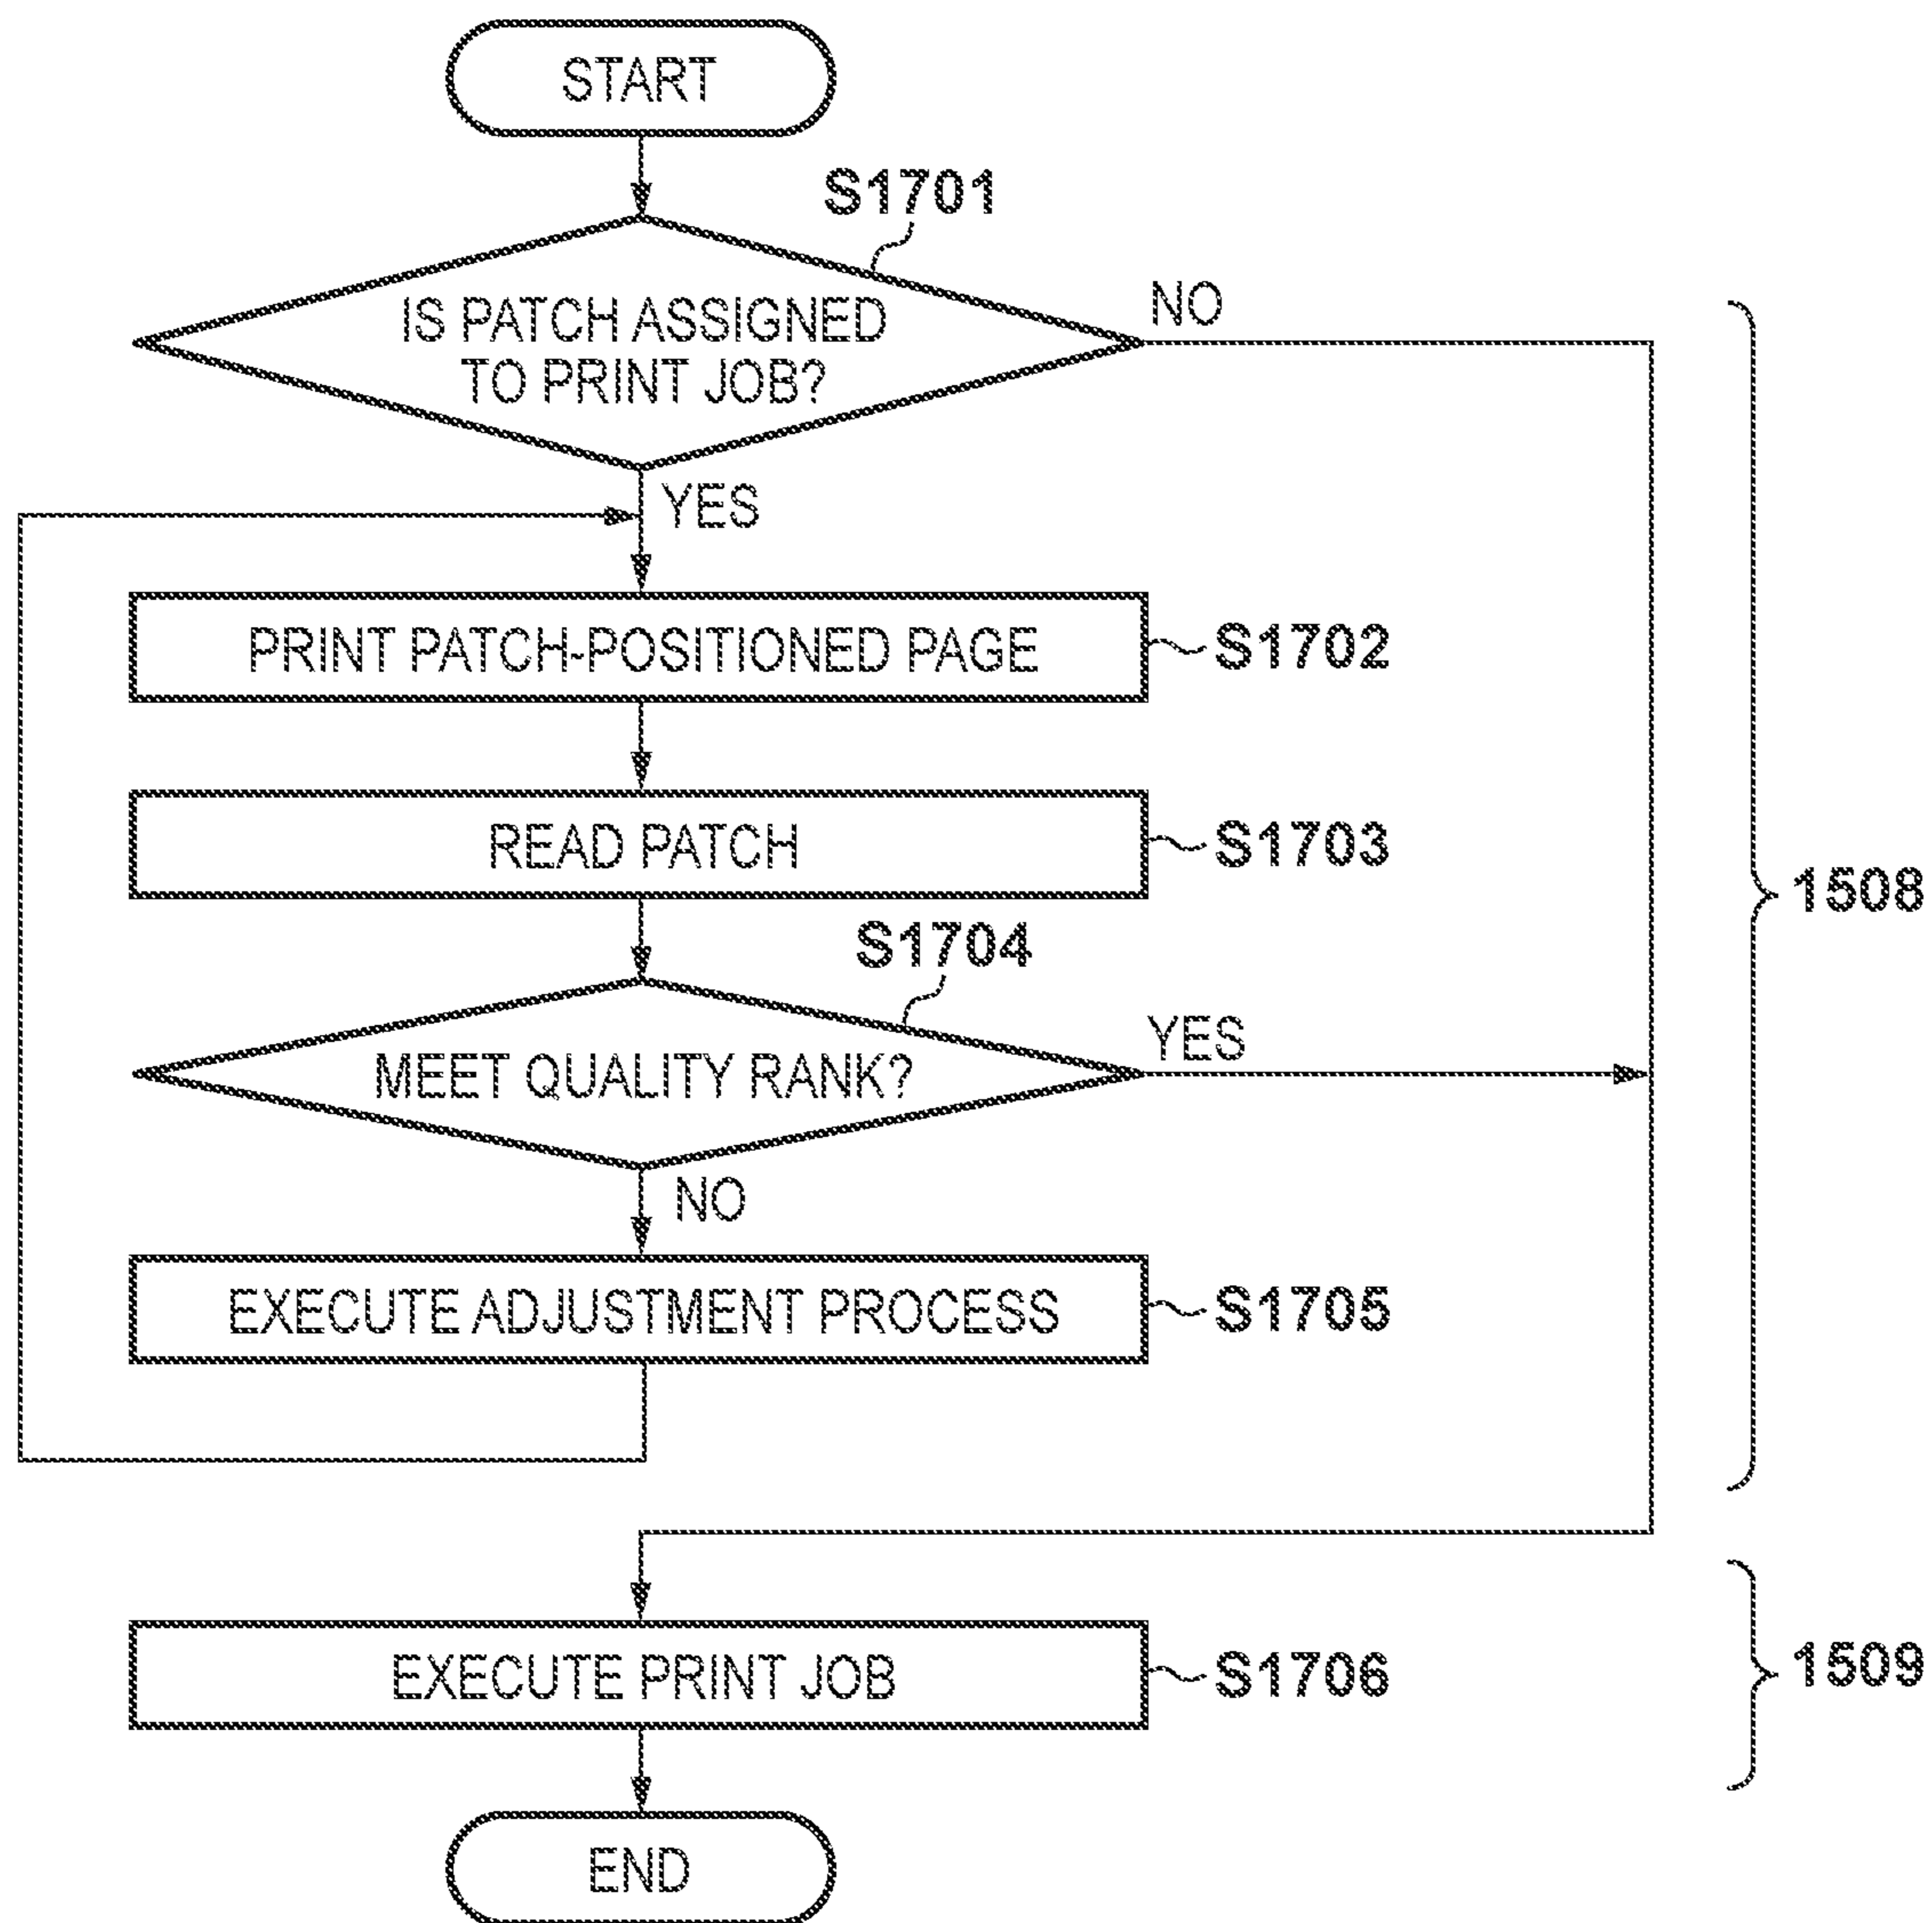 START
S1701
IS PATCH ASSIGNED
TO PRINT JOB?
NO
YES
PRINT PATCH-POSITIONED PAGE
S1702
READ PATCH
S1703
1508
S1704
MEET QUALITY RANK?
YES
NO
EXECUTE ADJUSTMENT PROCESS
S1705
EXECUTE PRINT JOB
S1706
1509
END